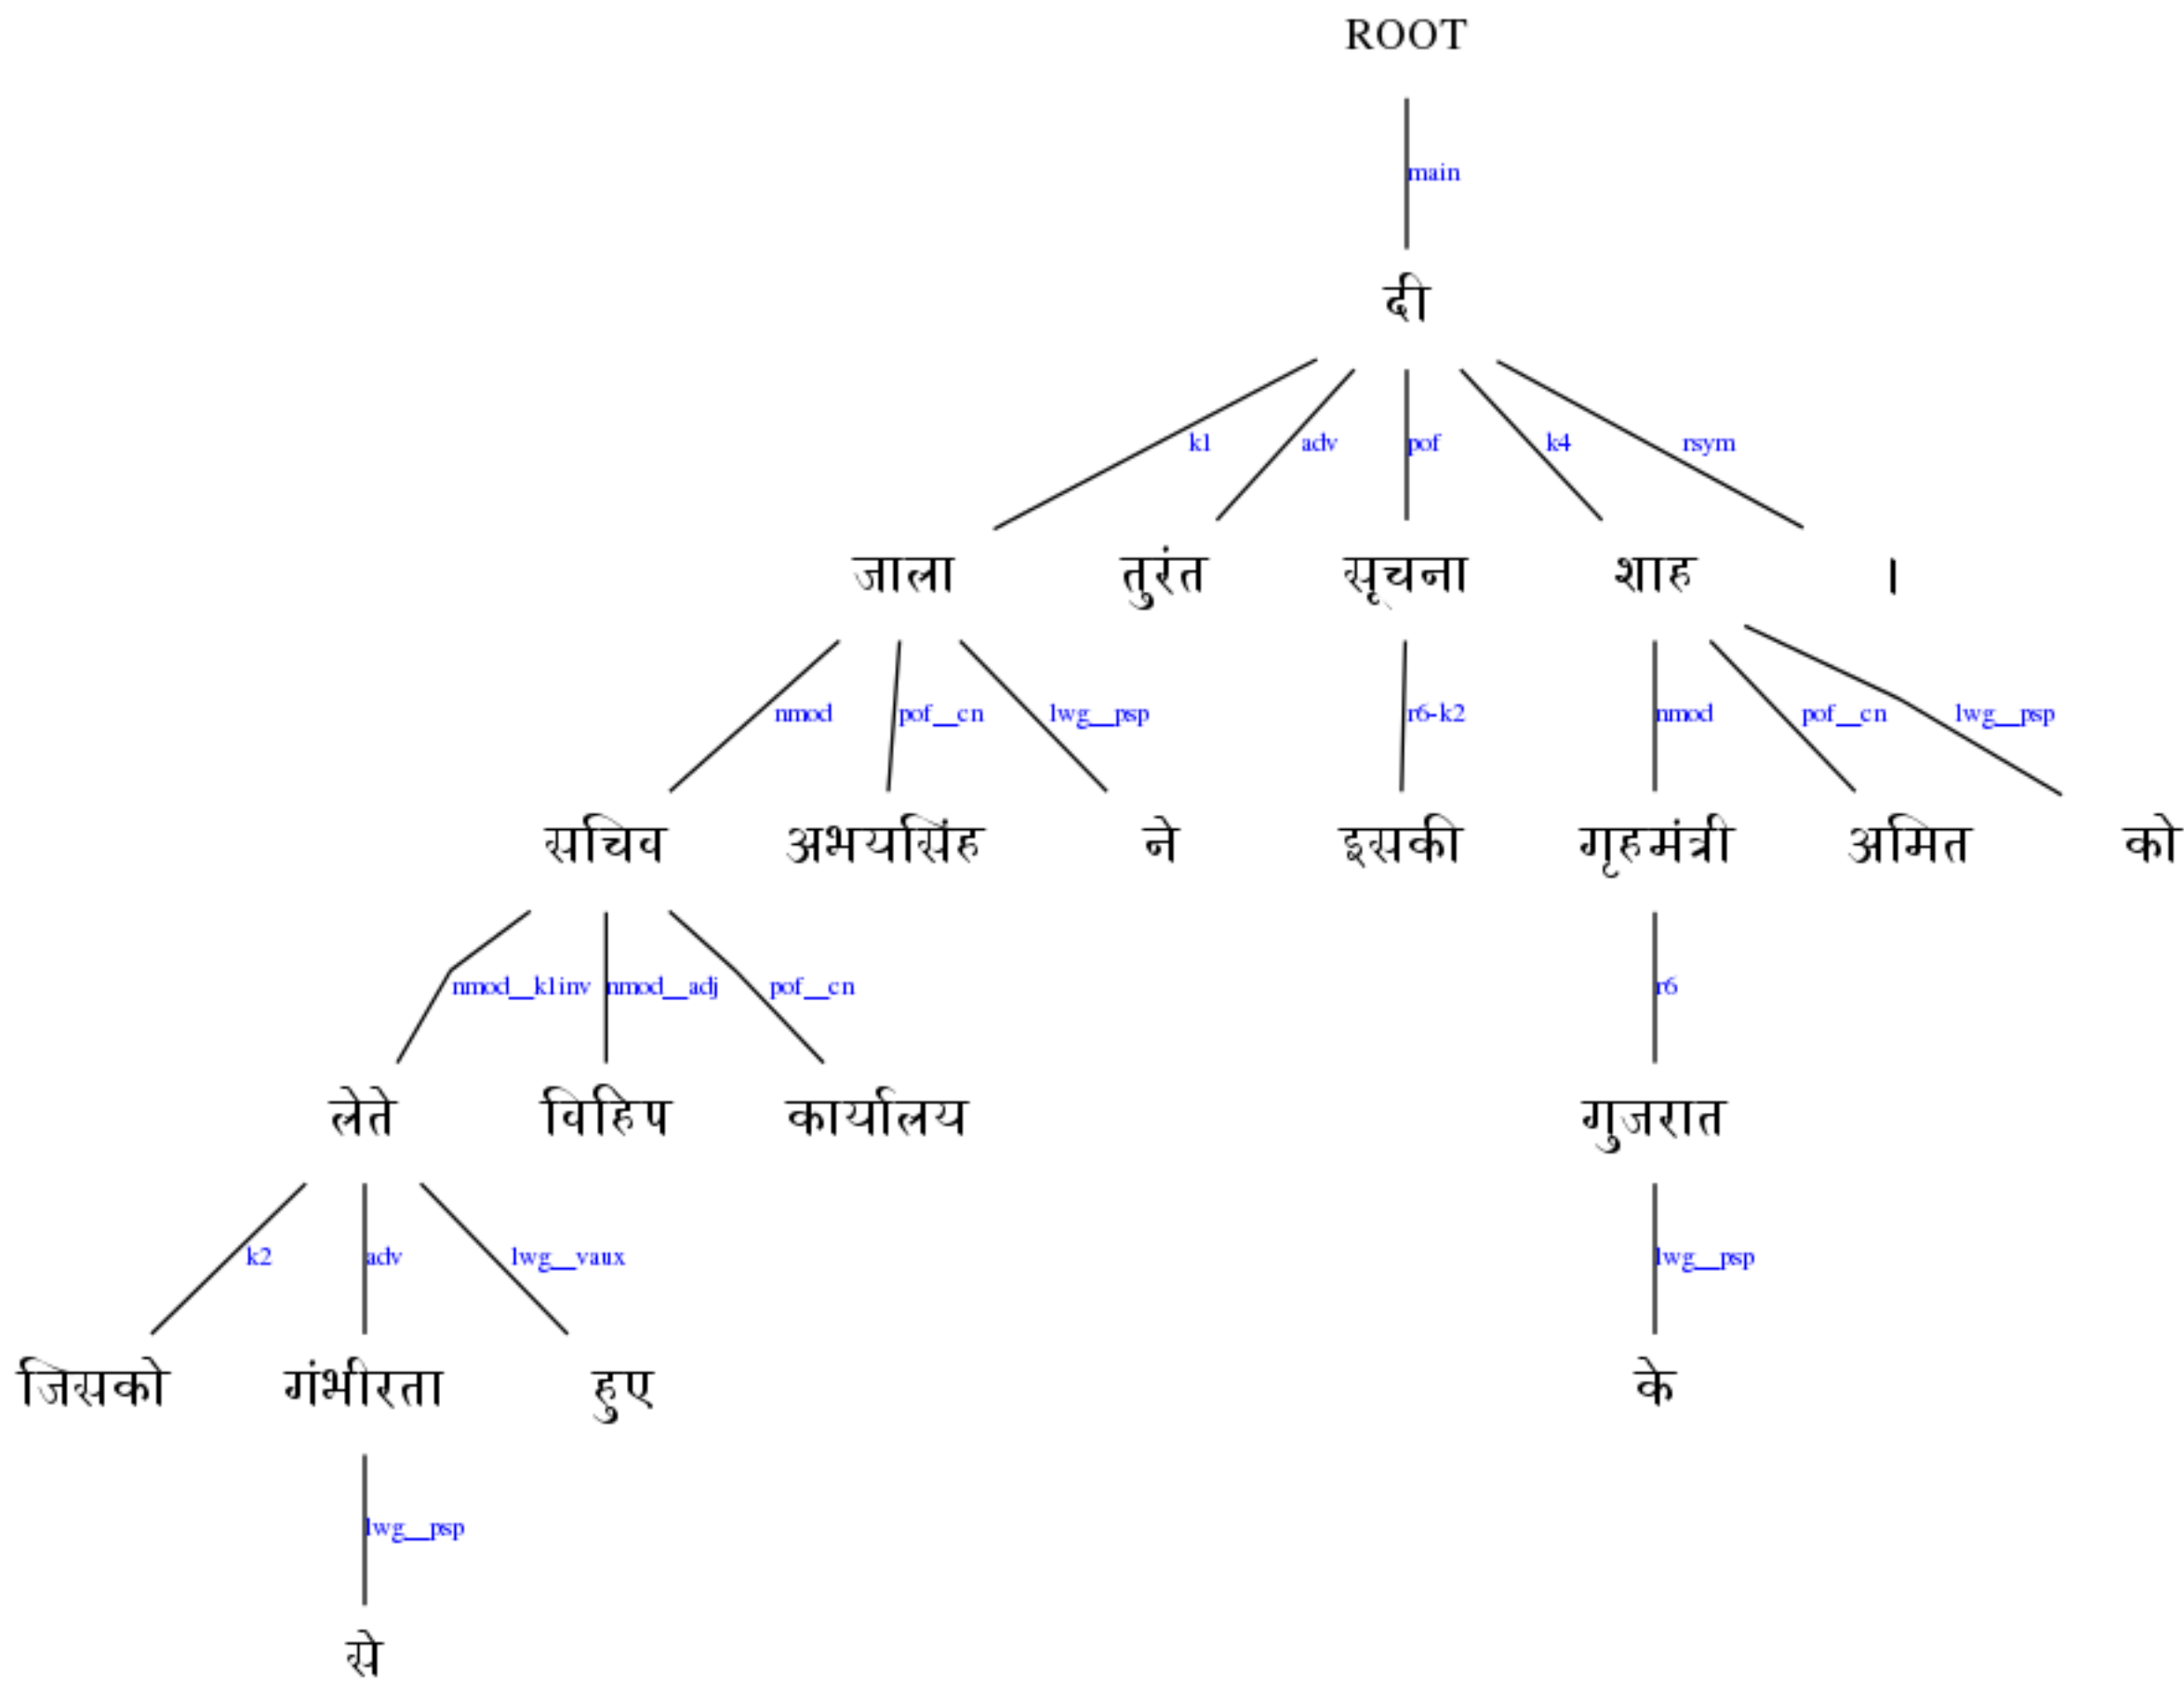 ROOT
main
दी
k1 adv pof k4 rsym
जाला तुरंत सूचना शाह ।
nmod pof__cn lwg__psp r6-k2 nmod pof__cn lwg__psp
सचिव अभयसिंह ने इसकी गृहमंत्री अमित को
nmod__k1inv nmod__adj pof__cn r6
लेते विहिप कार्यालय गुजरात
k2 adv lwg__vaux lwg__psp
जिसको गंभीरता हुए के
lwg__psp
से